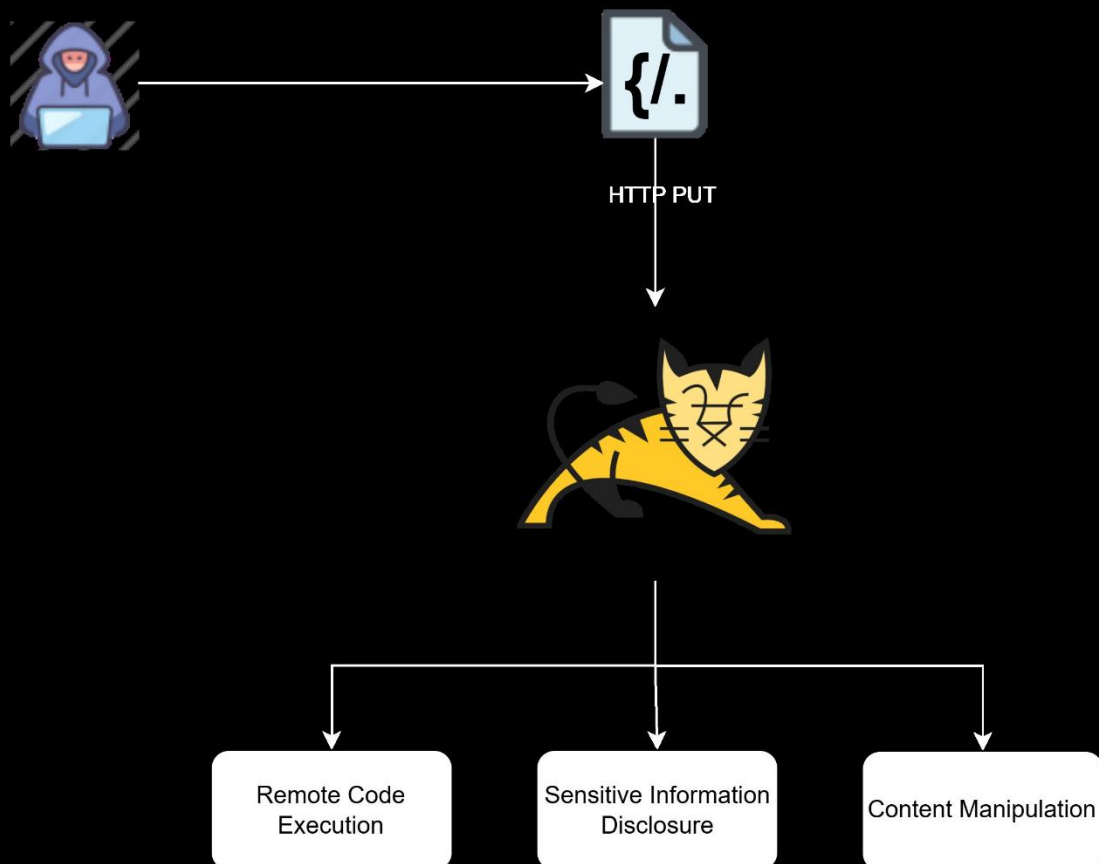 {/.
HTTP PUT
Remote Code
Execution
Sensitive Information
Disclosure
Content Manipulation